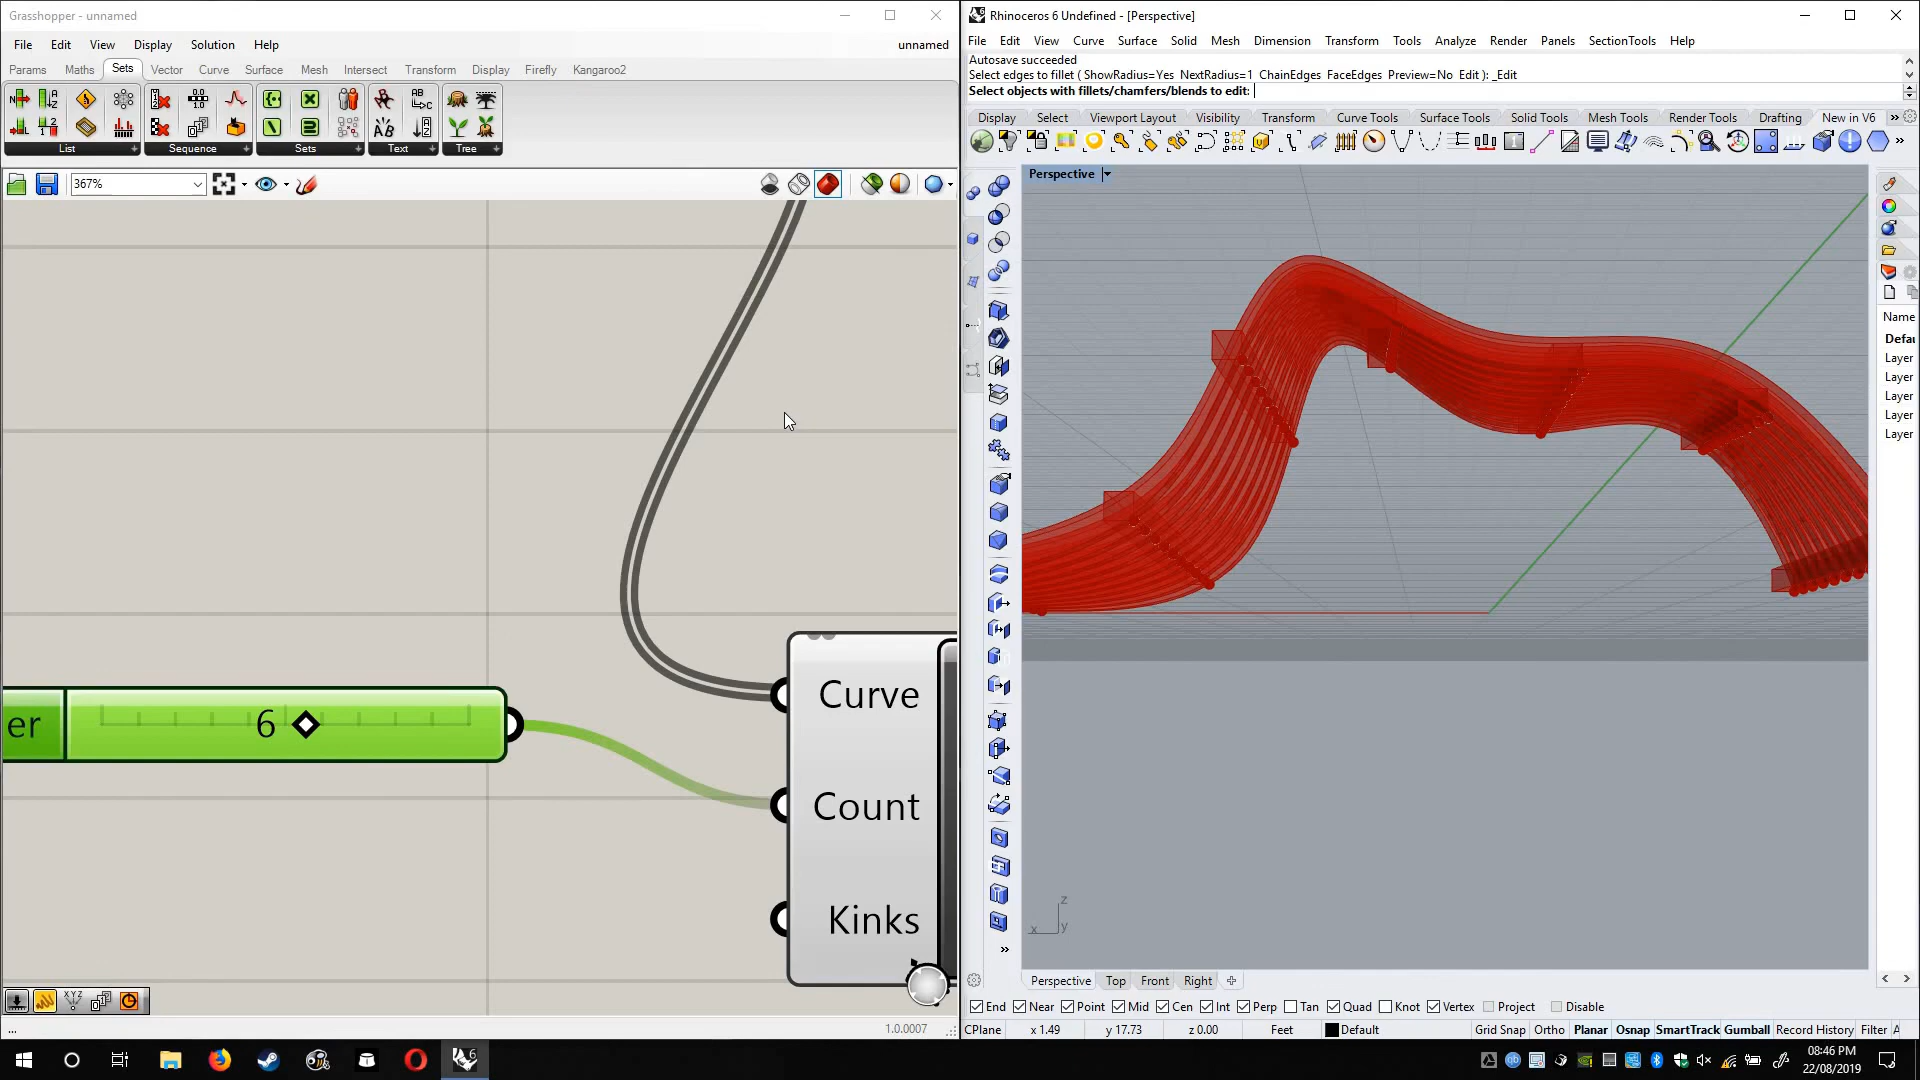 Grasshopper - unnamed
File Edit View Display Solution Help
unnamed
Params Maths Sets Vector Curve Surface Mesh Intersect Transform Display Firefly Kangaroo2
List Sequence Sets Text Tree
367%
er
6
Curve
Count
Kinks
...
1.0.0007
Rhinoceros 6 Undefined - [Perspective]
File Edit View Curve Surface Solid Mesh Dimension Transform Tools Analyze Render Panels SectionTools Help
Autosave succeeded
Select edges to fillet ( ShowRadius=Yes NextRadius=1 ChainEdges FaceEdges Preview=No Edit ): _Edit
Select objects with fillets/chamfers/blends to edit:
Display Select Viewport Layout Visibility Transform Curve Tools Surface Tools Solid Tools Mesh Tools Render Tools Drafting New in V6
Perspective
Name
Defau
Layer
Layer
Layer
Layer
Layer
z
x y
Perspective Top Front Right
End Near Point Mid Cen Int Perp Tan Quad Knot Vertex Project Disable
CPlane x 1.49 y 17.73 z 0.00 Feet Default Grid Snap Ortho Planar Osnap SmartTrack Gumball Record History Filter A
08:46 PM
22/08/2019